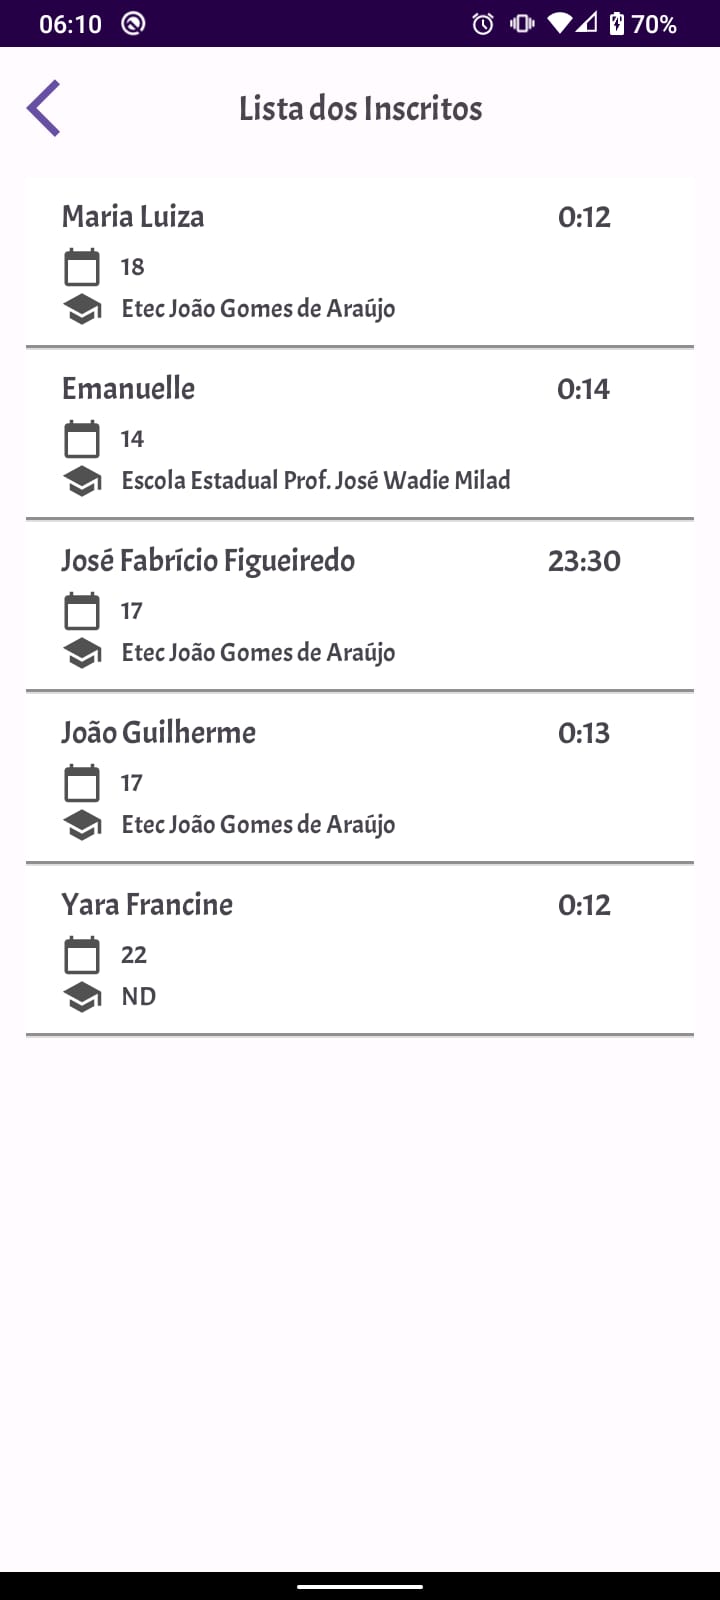 06:10 70%
Lista dos Inscritos
Maria Luiza 0:12
18
Etec João Gomes de Araújo
Emanuelle 0:14
14
Escola Estadual Prof. José Wadie Milad
José Fabrício Figueiredo 23:30
17
Etec João Gomes de Araújo
João Guilherme 0:13
17
Etec João Gomes de Araújo
Yara Francine 0:12
22
ND